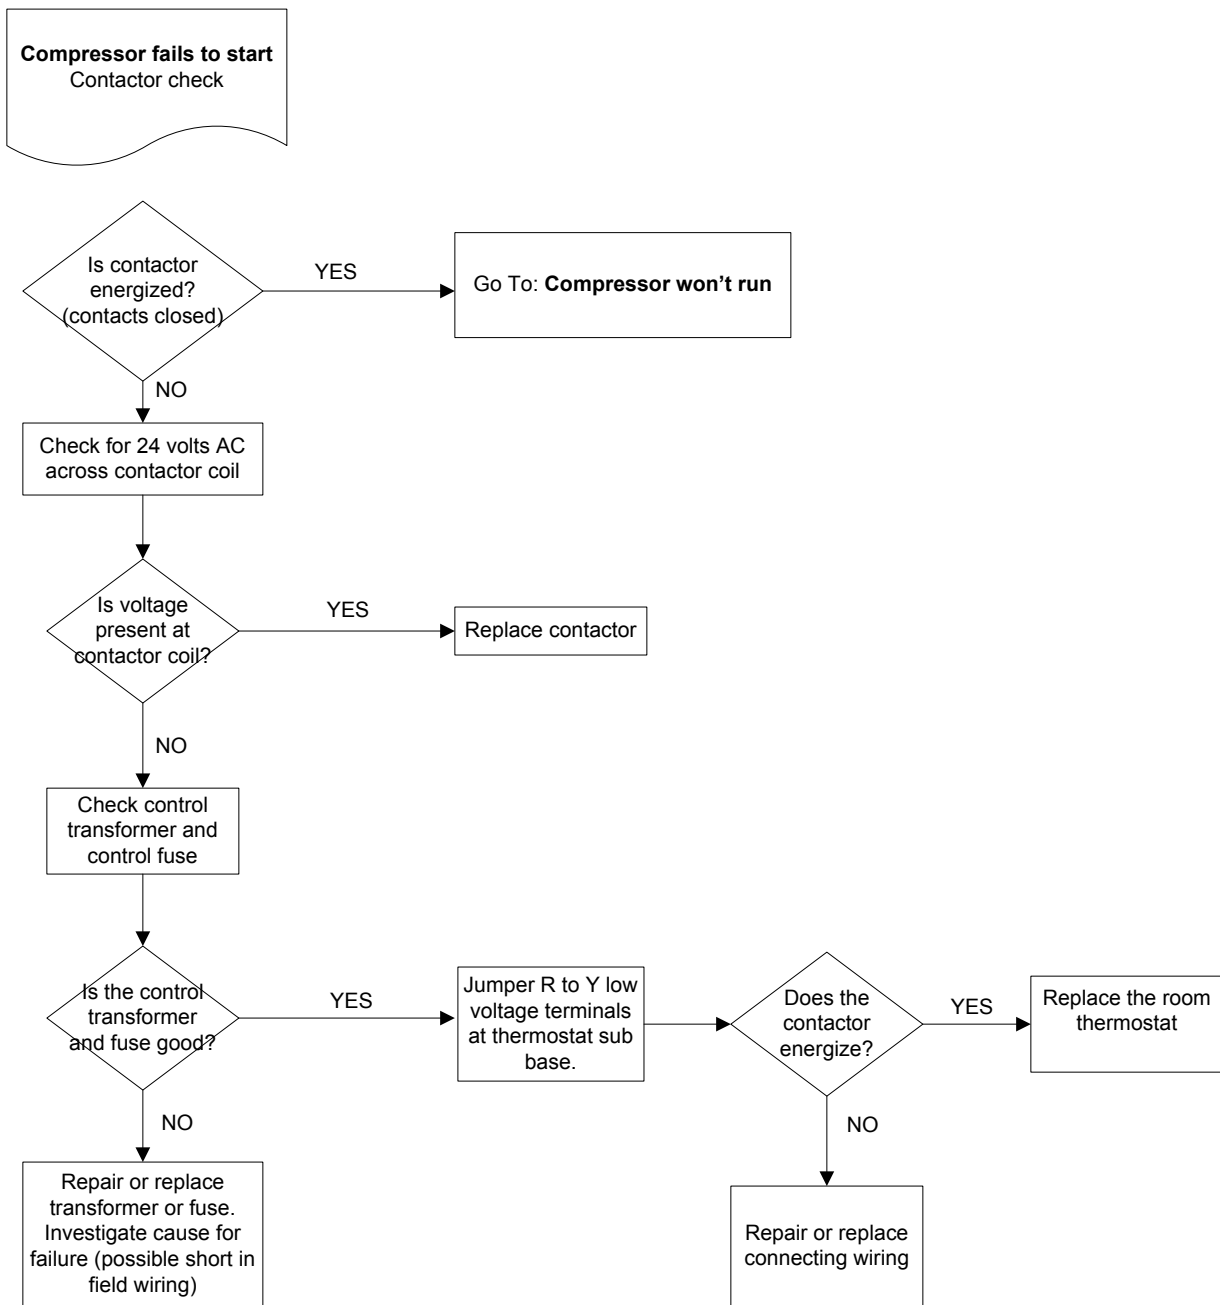 Compressor fails to start
Contactor check
Is contactor
energized?
(contacts closed)
YES
Go To: Compressor won’t run
NO
Check for 24 volts AC
across contactor coil
Is voltage
present at
contactor coil?
YES
Replace contactor
NO
Check control
transformer and
control fuse
Is the control
transformer
and fuse good?
YES
Jumper R to Y low
voltage terminals
at thermostat sub
base.
Does the
contactor
energize?
YES
Replace the room
thermostat
NO
Repair or replace
transformer or fuse.
Investigate cause for
failure (possible short in
field wiring)
NO
Repair or replace
connecting wiring